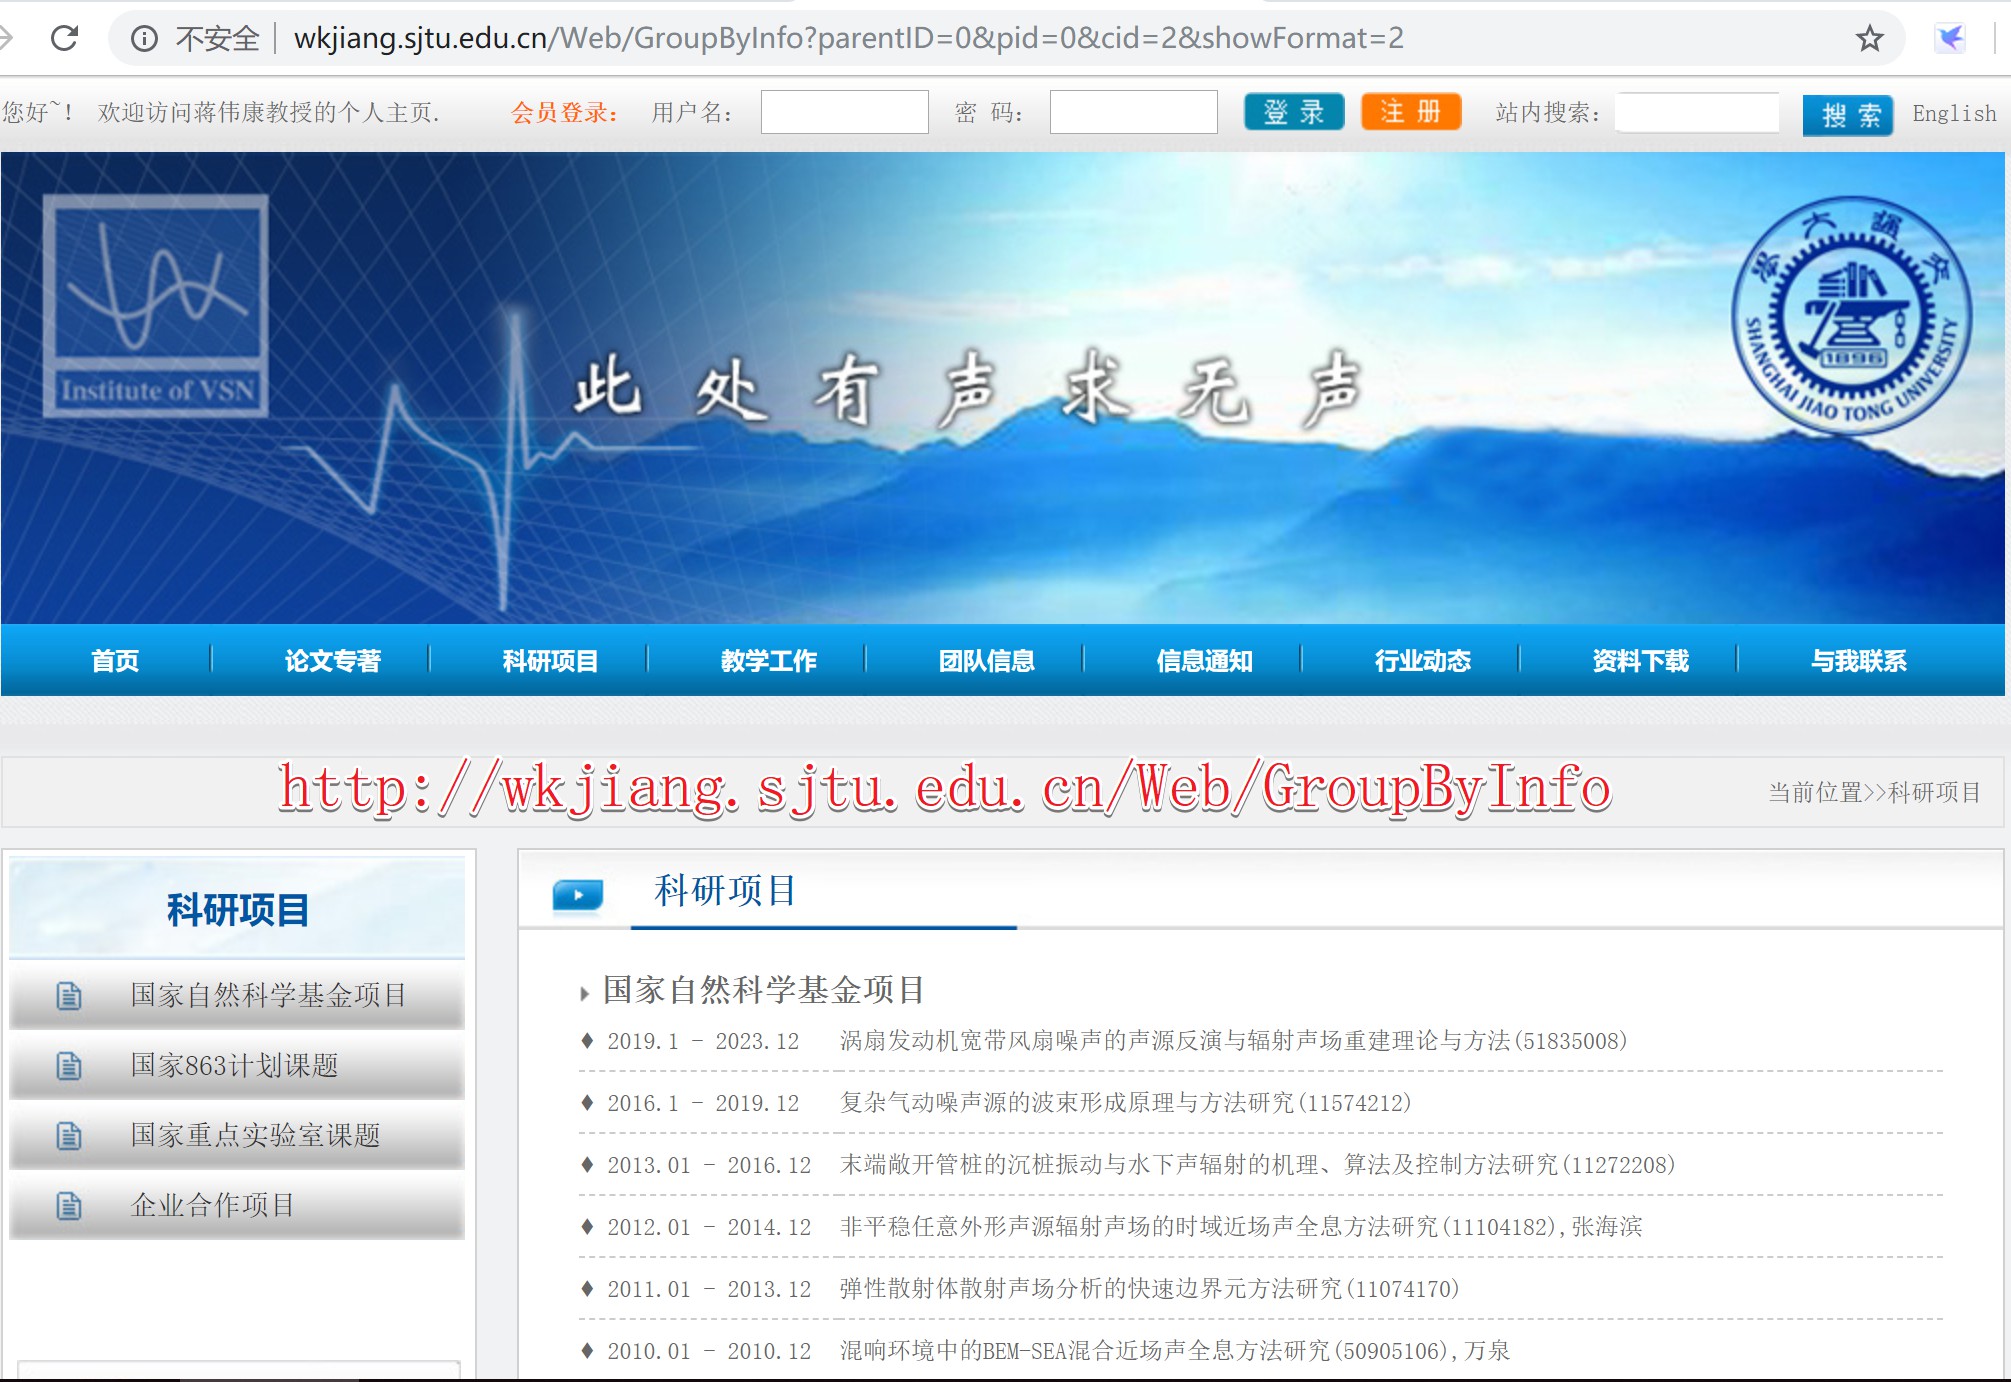 不安全 wkjiang.sjtu.edu.cn/Web/GroupByInfo?parentID=0&pid=0&cid=2&showFormat=2
您好~! 欢迎访问蒋伟康教授的个人主页. 会员登录: 用户名: 密 码: 登 录 注 册 站内搜索: 搜 索 English
Institute of VSN
此处有声求无声
SHANGHAI JIAO TONG UNIVERSITY
1896
首页 论文专著 科研项目 教学工作 团队信息 信息通知 行业动态 资料下载 与我联系
http://wkjiang.sjtu.edu.cn/Web/GroupByInfo
当前位置>>科研项目
科研项目
国家自然科学基金项目
国家863计划课题
国家重点实验室课题
企业合作项目
科研项目
国家自然科学基金项目
♦ 2019.1 - 2023.12 涡扇发动机宽带风扇噪声的声源反演与辐射声场重建理论与方法(51835008)
♦ 2016.1 - 2019.12 复杂气动噪声源的波束形成原理与方法研究(11574212)
♦ 2013.01 - 2016.12 末端敞开管桩的沉桩振动与水下声辐射的机理、算法及控制方法研究(11272208)
♦ 2012.01 - 2014.12 非平稳任意外形声源辐射声场的时域近场声全息方法研究(11104182),张海滨
♦ 2011.01 - 2013.12 弹性散射体散射声场分析的快速边界元方法研究(11074170)
♦ 2010.01 - 2010.12 混响环境中的BEM-SEA混合近场声全息方法研究(50905106),万泉